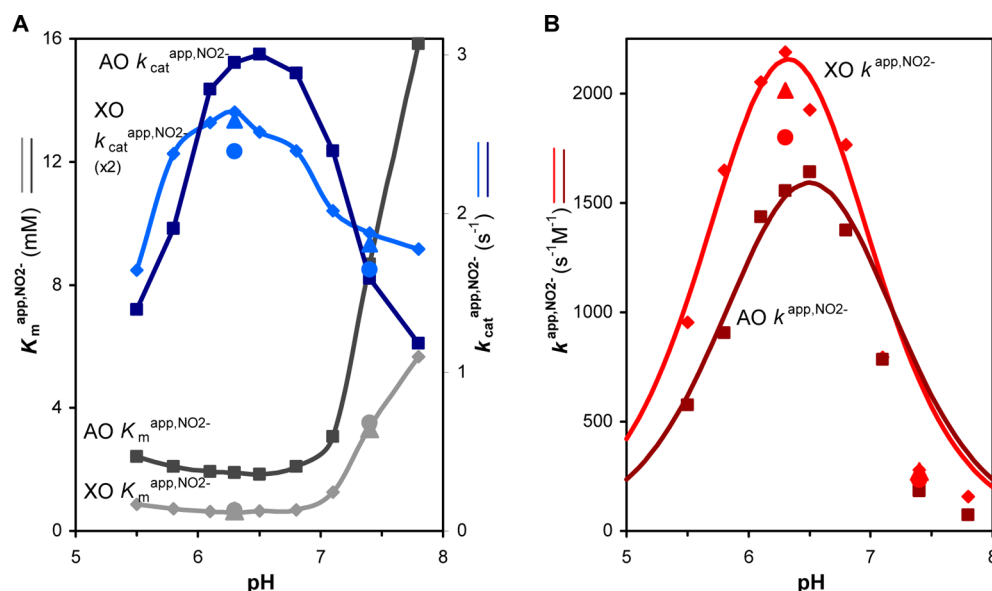 A
B
16
12
8
4
0
K_m^app,NO2- (mM)
AO k_cat^app,NO2-
XO
k_cat^app,NO2-
(x2)
AO K_m^app,NO2-
XO K_m^app,NO2-
3
2
1
0
k_cat^app,NO2- (s-1)
5 6 7 8
pH
2000
1500
1000
500
0
k^app,NO2- (s-1M-1)
XO k^app,NO2-
AO k^app,NO2-
5 6 7 8
pH